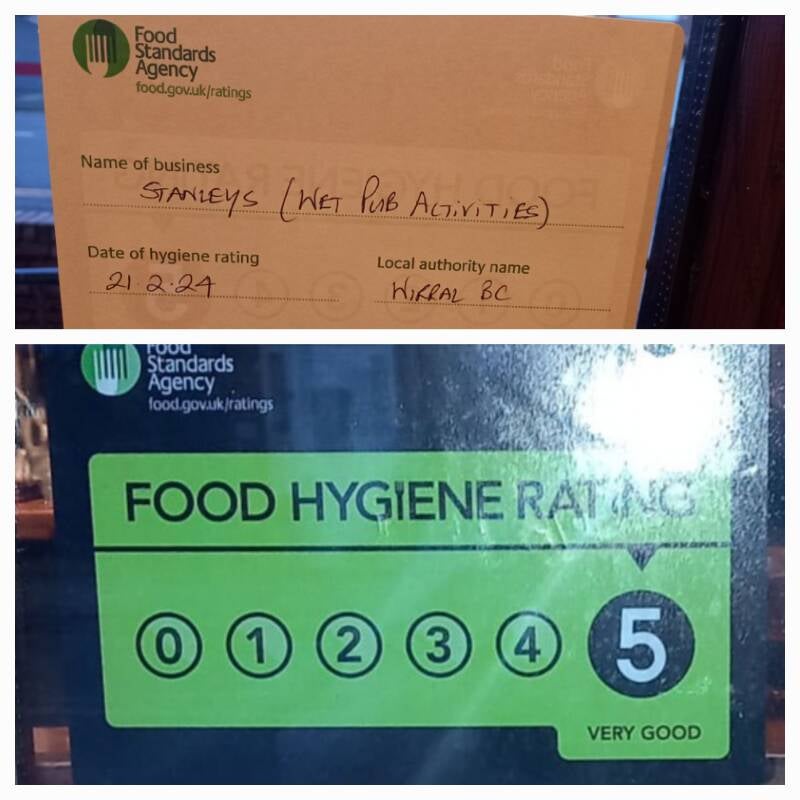 Food
Standards
Agency
food.gov.uk/ratings
Name of business
STANLEYS (WET PUB ACTIVITIES)
Date of hygiene rating
21.2.24
Local authority name
WIRRAL BC
Food
Standards
Agency
food.gov.uk/ratings
FOOD HYGIENE RATING
0 1 2 3 4 5
VERY GOOD